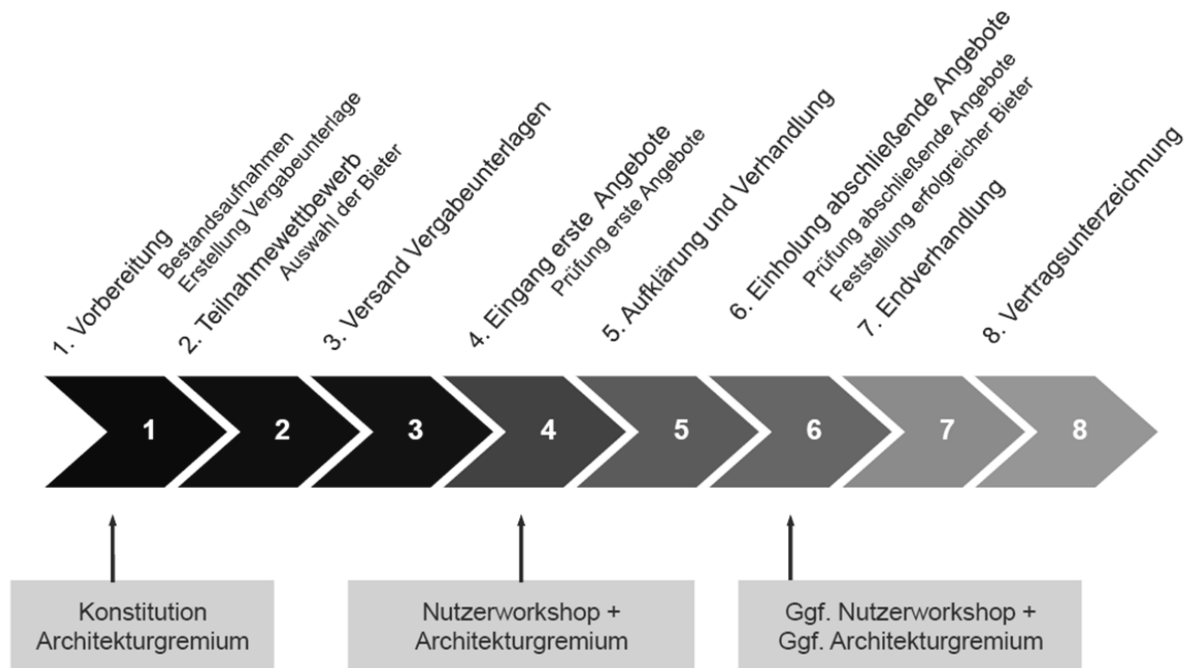 1. Vorbereitung
Bestandsaufnahmen
Erstellung Vergabeunterlage
2. Teilnahmewettbewerb
Auswahl der Bieter
3. Versand Vergabeunterlagen
4. Eingang erste Angebote
Prüfung erste Angebote
5. Aufklärung und Verhandlung
6. Einholung abschließende Angebote
Prüfung abschließende Angebote
Feststellung erfolgreicher Bieter
7. Endverhandlung
8. Vertragsunterzeichnung
1
2
3
4
5
6
7
8
Konstitution
Architekturgremium
Nutzerworkshop +
Architekturgremium
Ggf. Nutzerworkshop +
Ggf. Architekturgremium